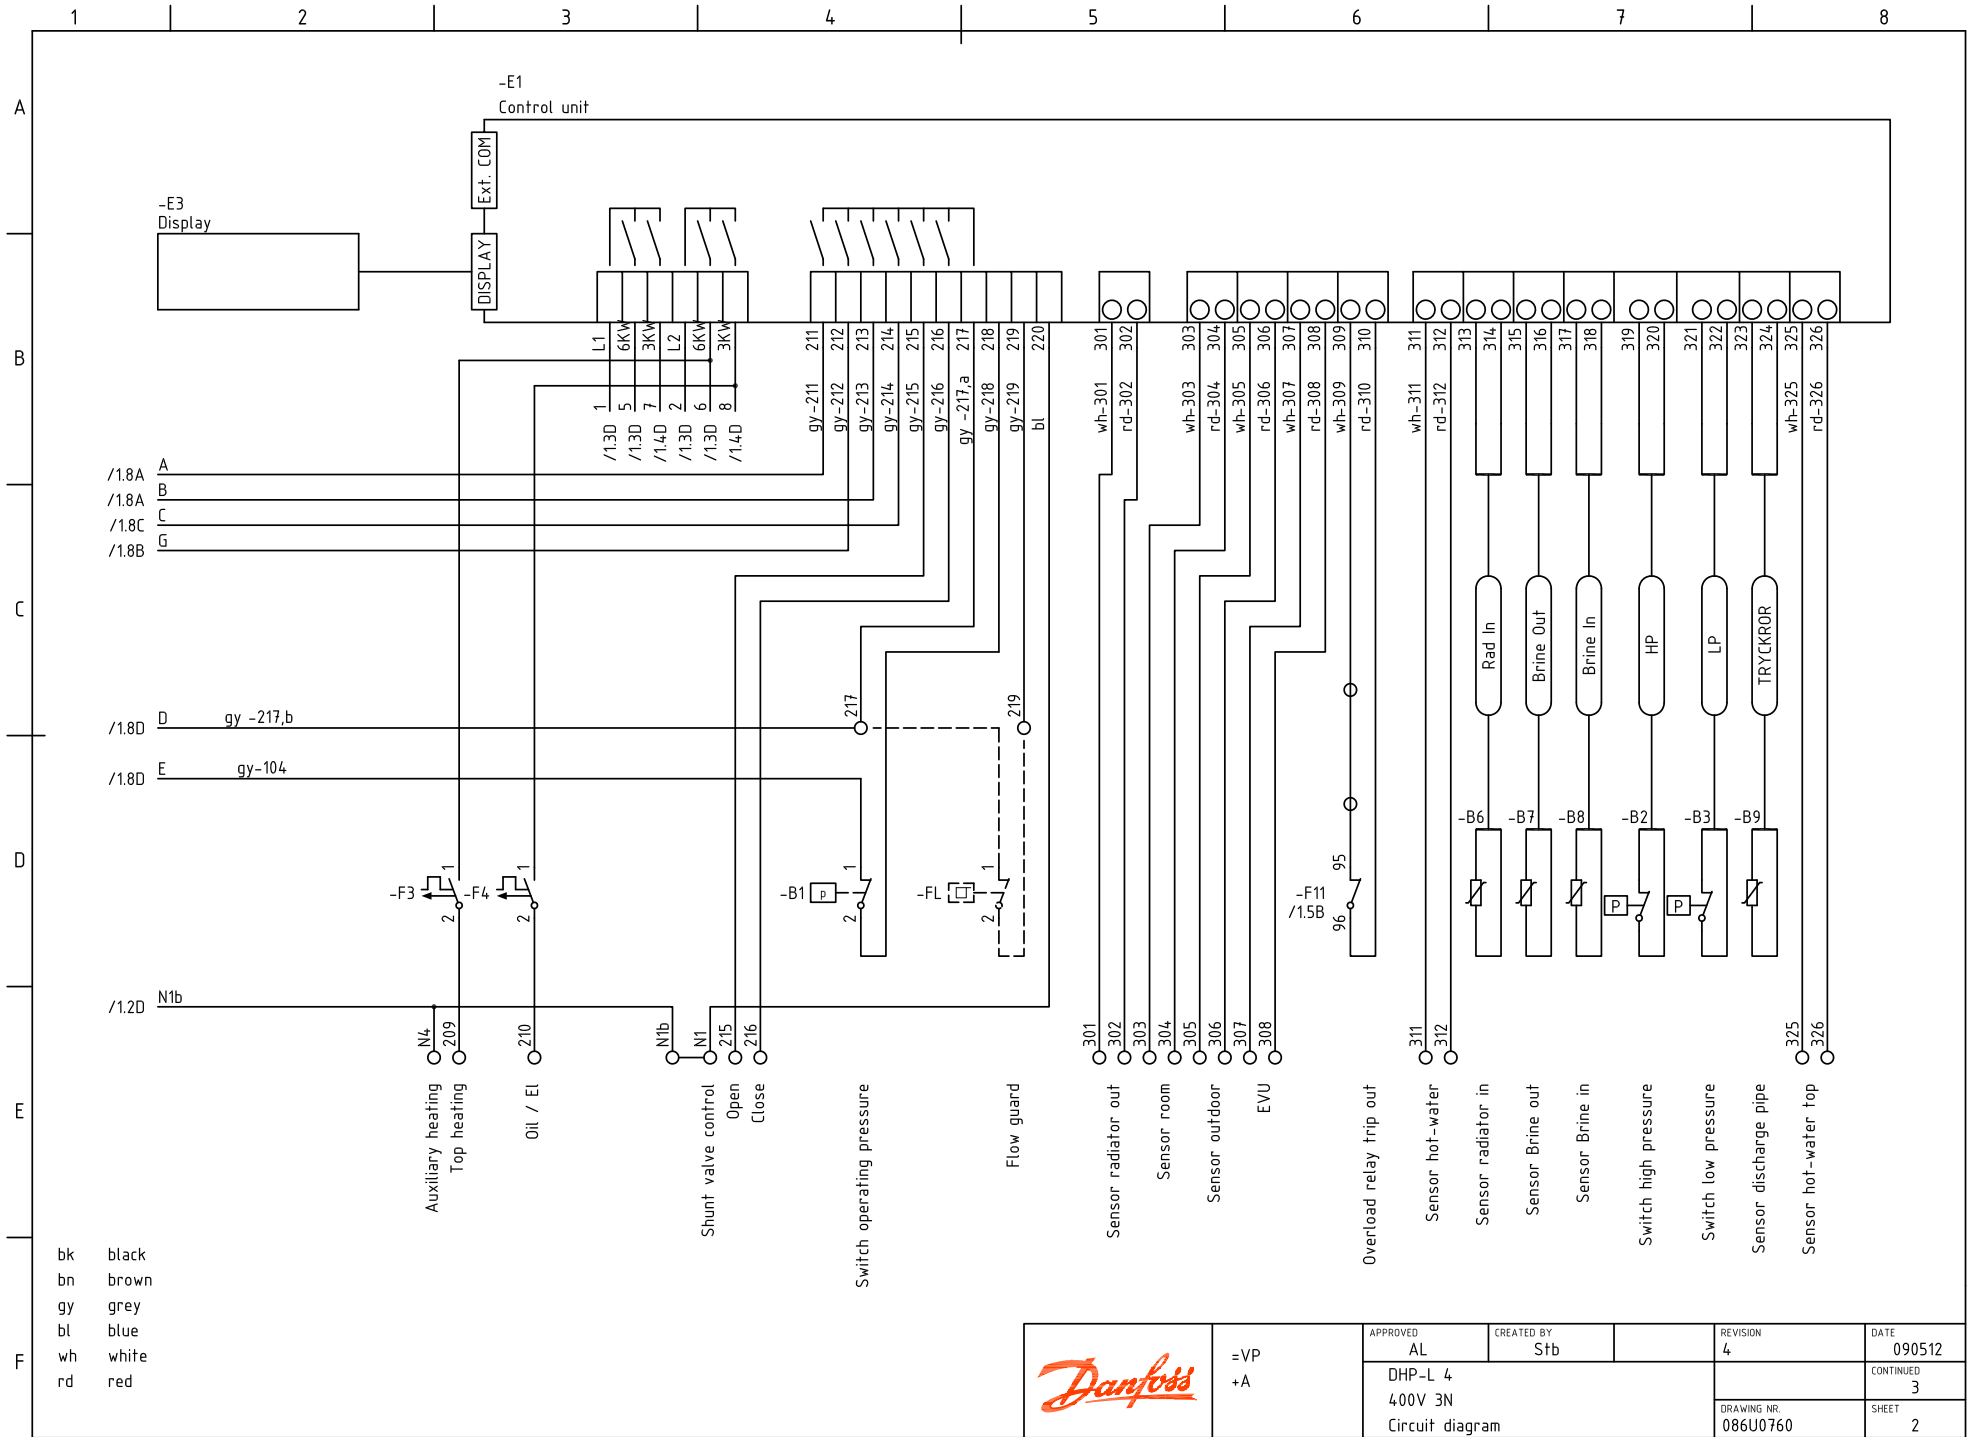 1 2 3 4 5 6 7 8
A
B
C
D
E
F
-E1
Control unit
Ext. COM
DISPLAY
-E3
Display
L1 6KW 3KW L2 6KW 3KW
1 5 7 2 6 8
/1.3D /1.3D /1.4D /1.3D /1.3D /1.4D
211 212 213 214 215 216 217 218 219 220
gy-211 gy-212 gy-213 gy-214 gy-215 gy-216 gy -217,a gy-218 gy-219 bl
301 302 303 304 305 306 307 308 309 310
wh-301 rd-302 wh-303 rd-304 wh-305 rd-306 wh-307 rd-308 wh-309 rd-310
311 312 313 314 315 316 317 318 319 320 321 322 323 324 325 326
wh-311 rd-312 wh-325 rd-326
/1.8A A
/1.8A B
/1.8C C
/1.8B G
Rad In
Brine Out
Brine In
HP
LP
TRYCKROR
/1.8D D gy -217,b 217 219
/1.8D E gy-104
-F3 1 2
-F4 1 2
-B1 p 1 2
-FL 1 2
-F11
/1.5B
95 96
-B6 -B7 -B8 -B2 -B3 -B9
P P
/1.2D N1b
N4 209 210 N1b N1 215 216
301 302 303 304 305 306 307 308
311 312 325 326
Auxiliary heating
Top heating
Oil / El
Shunt valve control
Open
Close
Switch operating pressure
Flow guard
Sensor radiator out
Sensor room
Sensor outdoor
EVU
Overload relay trip out
Sensor hot-water
Sensor radiator in
Sensor Brine out
Sensor Brine in
Switch high pressure
Switch low pressure
Sensor discharge pipe
Sensor hot-water top
bk black
bn brown
gy grey
bl blue
wh white
rd red
Danfoss
=VP
+A
APPROVED
AL
CREATED BY
Stb
REVISION
4
DATE
090512
DHP-L 4
400V 3N
Circuit diagram
CONTINUED
3
DRAWING NR.
086U0760
SHEET
2